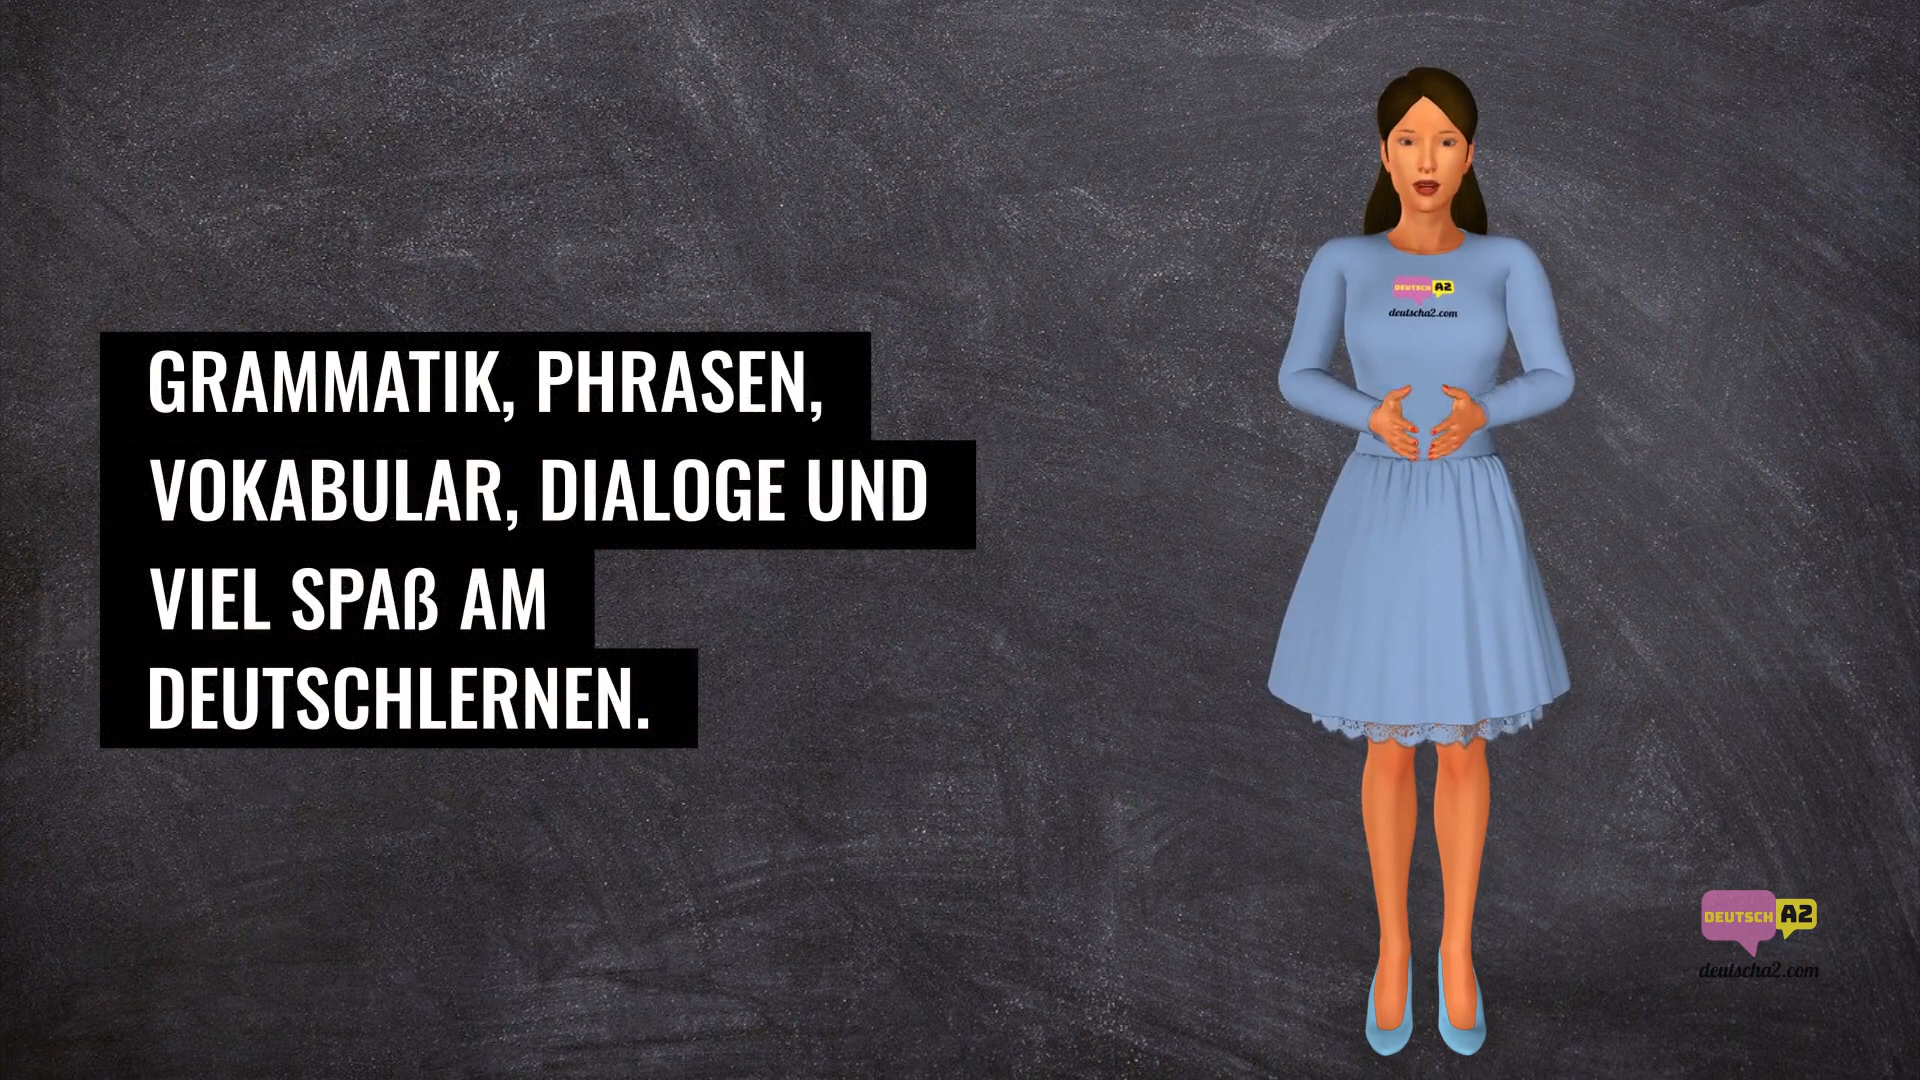 GRAMMATIK, PHRASEN,
VOKABULAR, DIALOGE UND
VIEL SPAß AM
DEUTSCHLERNEN.
DEUTSCH A2
deutscha2.com
DEUTSCH A2
deutscha2.com